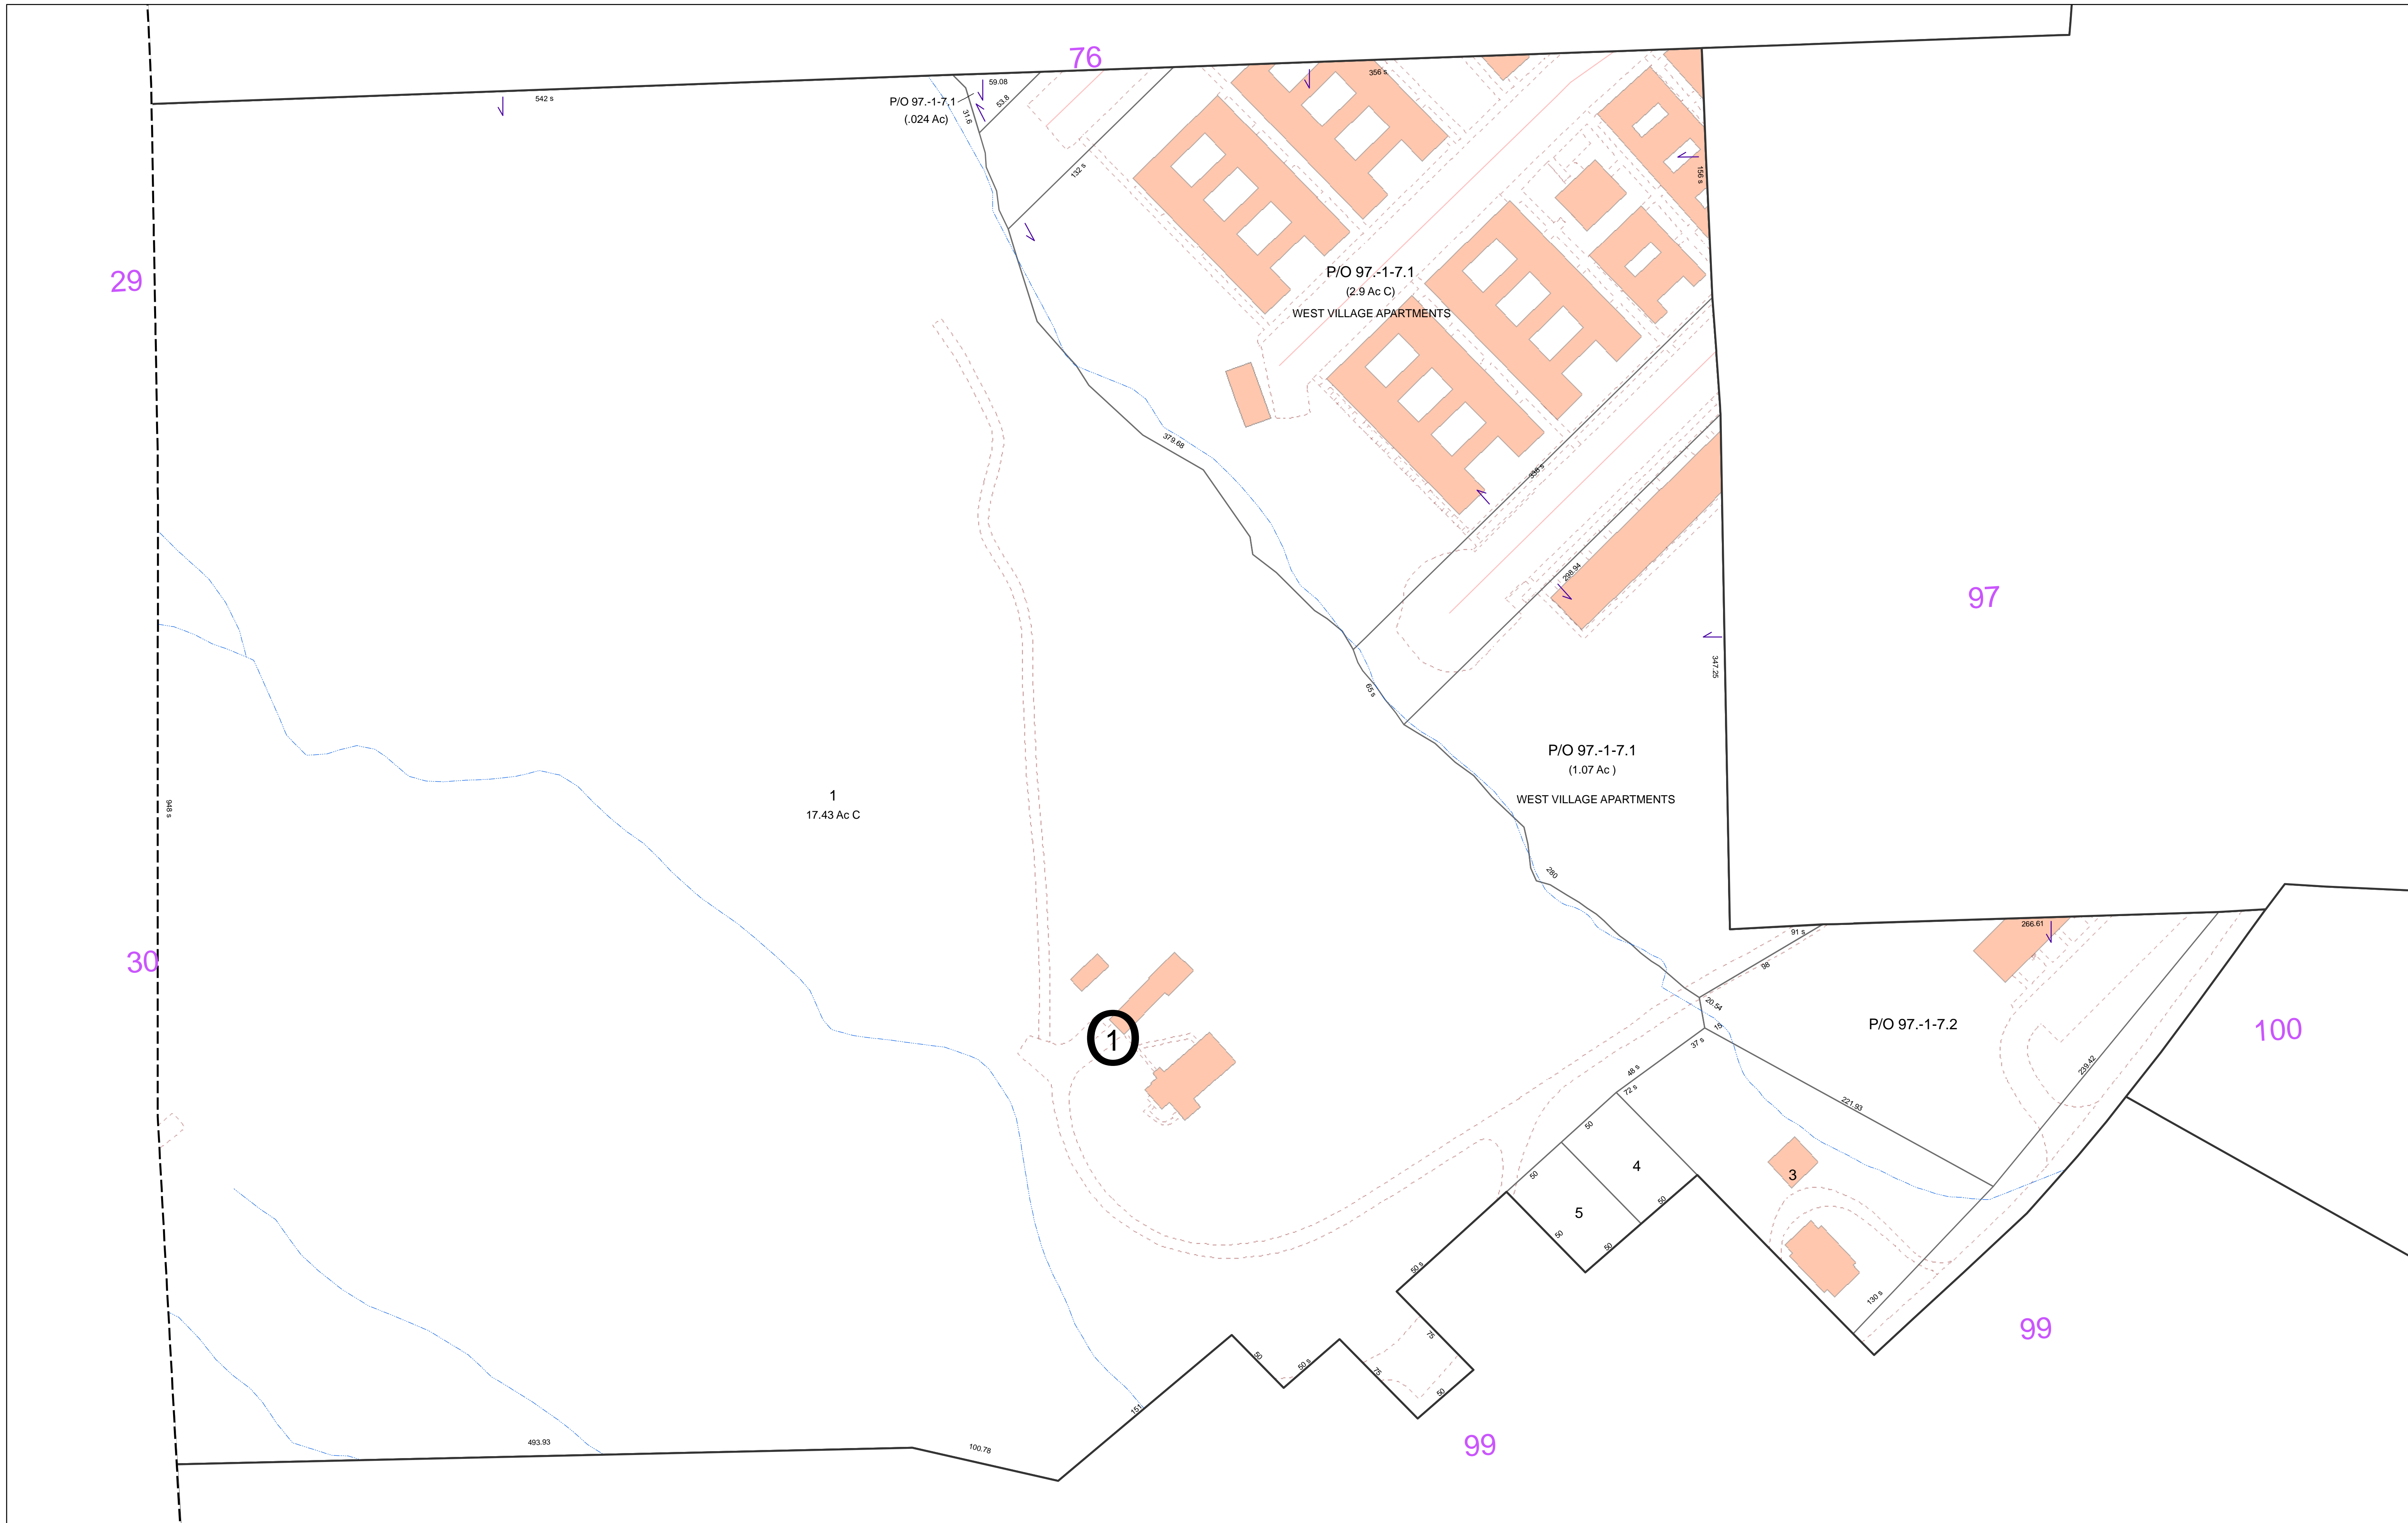 76
59.08
356 s
542 s
P/O 97.-1-7.1
(.024 Ac)
53.8
31.6
132 s
156 s
29
P/O 97.-1-7.1
(2.9 Ac C)
WEST VILLAGE APARTMENTS
379.68
336 s
298.94
97
347.25
65 s
P/O 97.-1-7.1
(1.07 Ac )
WEST VILLAGE APARTMENTS
1
17.43 Ac C
948 s
280
30
91 s
266.61
98
20.54
15
P/O 97.-1-7.2
100
1
37 s
48 s
72 s
239.42
221.93
50
4
3
50
50
5
50
50
50 s
130 s
99
75
50
50 s
75
50
151
493.93
100.78
99